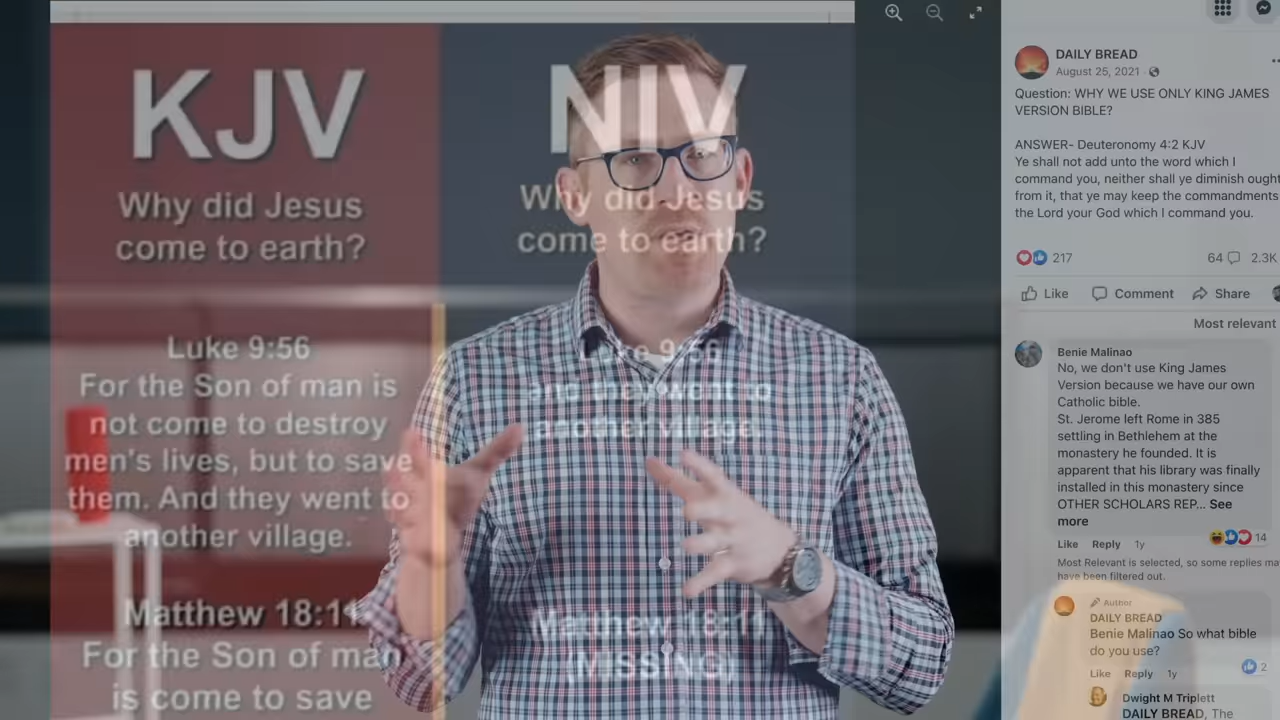 KJV
Why did Jesus
come to earth?
Luke 9:56
For the Son of man is
not come to destroy
men's lives, but to save
them. And they went to
another village.
Matthew 18:11
For the Son of man
is come to save
NIV
Why did Jesus
come to earth?
Luke 9:56
and they went to
another village.
Matthew 18:11
(MISSING)
DAILY BREAD
August 25, 2021
Question: WHY WE USE ONLY KING JAMES
VERSION BIBLE?
ANSWER- Deuteronomy 4:2 KJV
Ye shall not add unto the word which I
command you, neither shall ye diminish ought
from it, that ye may keep the commandments
the Lord your God which I command you.
217
64
2.3K
Like
Comment
Share
Most relevant
Benie Malinao
No, we don't use King James
Version because we have our own
Catholic bible.
St. Jerome left Rome in 385
settling in Bethlehem at the
monastery he founded. It is
apparent that his library was finally
installed in this monastery since
OTHER SCHOLARS REP... See
more
Like Reply 1y
14
Most Relevant is selected, so some replies may
have been filtered out.
Author
DAILY BREAD
Benie Malinao So what bible
do you use?
Like Reply 1y
2
Dwight M Triplett
DAILY BREAD, The